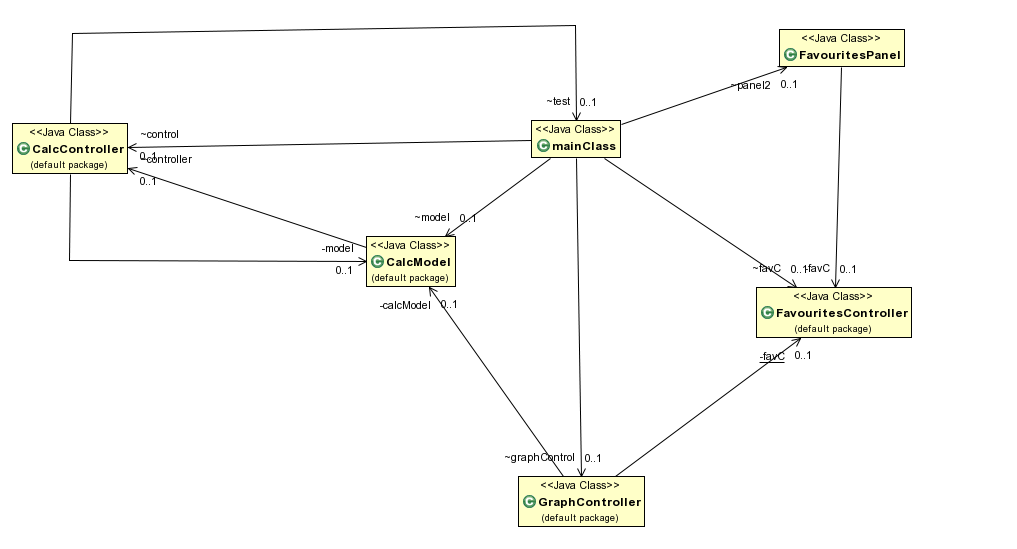 <<Java Class>>
FavouritesPanel
~panel2 0..1
~test 0..1
<<Java Class>>
CalcController
(default package)
~control
0..1
~controller
0..1
<<Java Class>>
mainClass
~model 0..1
-model
0..1
<<Java Class>>
CalcModel
(default package)
-calcModel 0..1
~favC 0..1
-favC 0..1
<<Java Class>>
FavouritesController
(default package)
-favC 0..1
~graphControl 0..1
<<Java Class>>
GraphController
(default package)